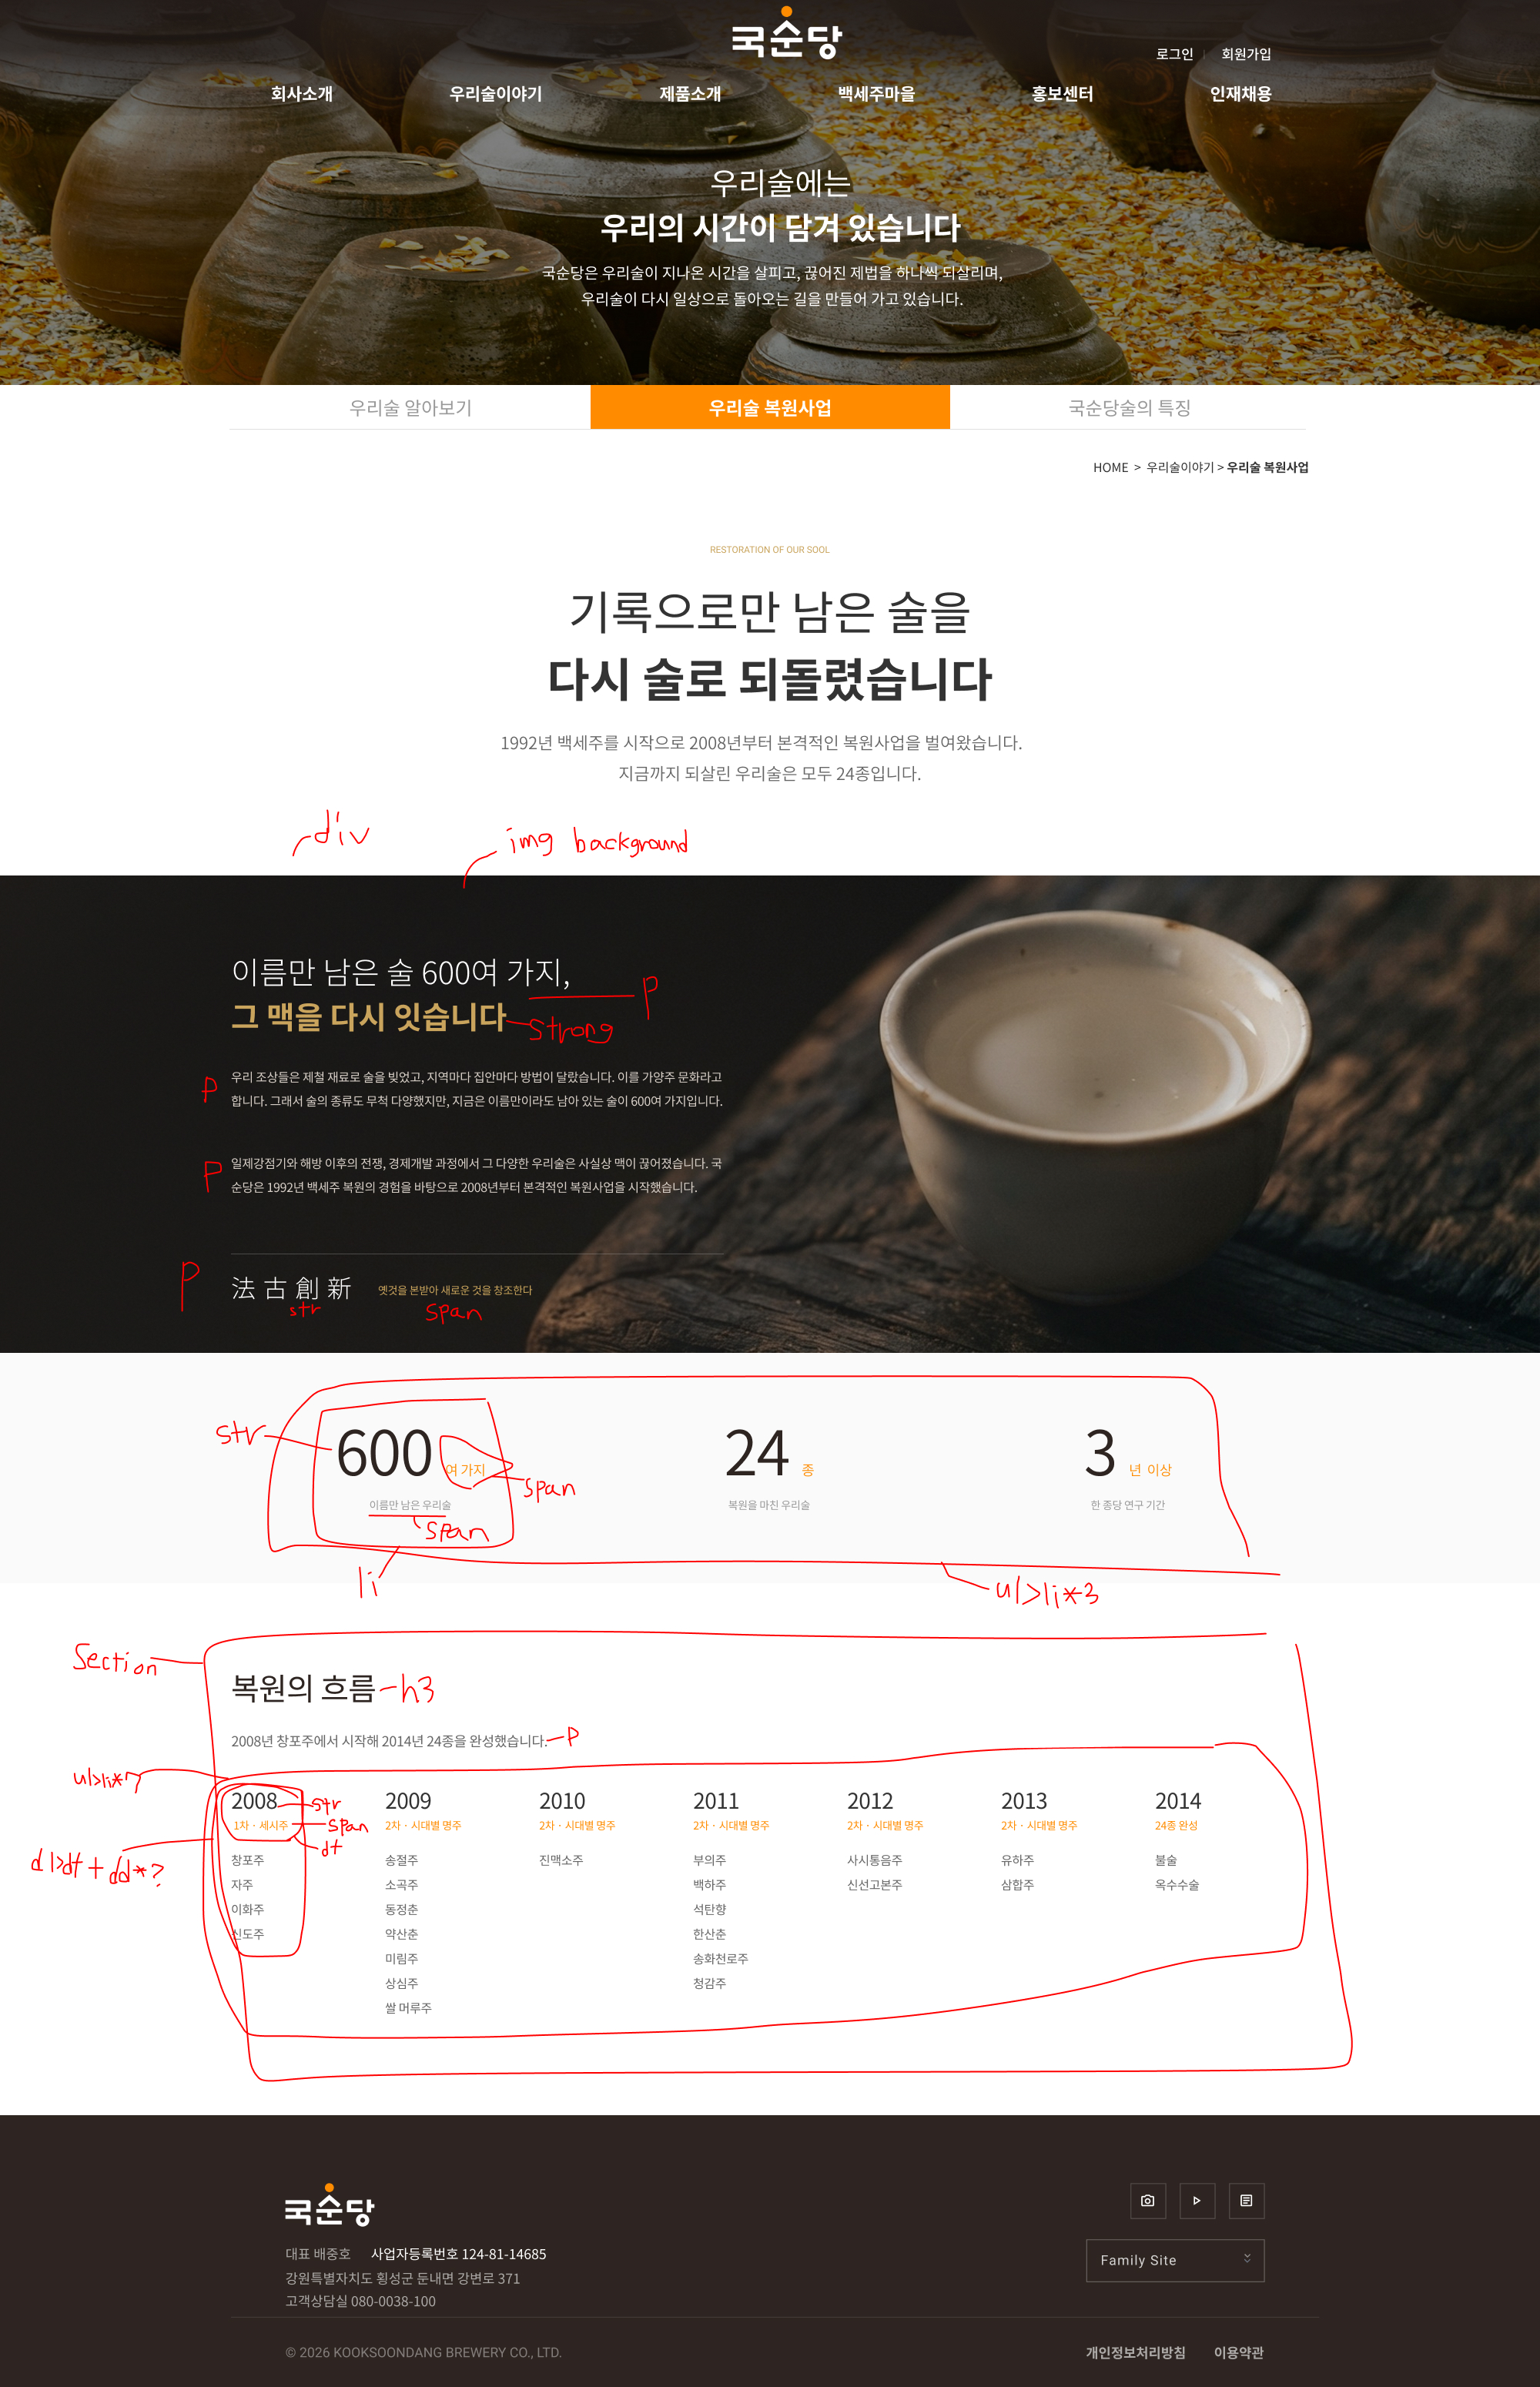 국순당
로그인 | 회원가입
회사소개 우리술이야기 제품소개 백세주마을 홍보센터 인재채용
우리술에는
우리의 시간이 담겨 있습니다
국순당은 우리술이 지나온 시간을 살피고, 끊어진 제법을 하나씩 되살리며,
우리술이 다시 일상으로 돌아오는 길을 만들어 가고 있습니다.
우리술 알아보기 우리술 복원사업 국순당술의 특징
HOME > 우리술이야기 > 우리술 복원사업
RESTORATION OF OUR SOOL
기록으로만 남은 술을
다시 술로 되돌렸습니다
1992년 백세주를 시작으로 2008년부터 본격적인 복원사업을 벌여왔습니다.
지금까지 되살린 우리술은 모두 24종입니다.
div
img background
이름만 남은 술 600여 가지,
p
그 맥을 다시 잇습니다
strong
p
우리 조상들은 제철 재료로 술을 빚었고, 지역마다 집안마다 방법이 달랐습니다. 이를 가양주 문화라고
합니다. 그래서 술의 종류도 무척 다양했지만, 지금은 이름만이라도 남아 있는 술이 600여 가지입니다.
p
일제강점기와 해방 이후의 전쟁, 경제개발 과정에서 그 다양한 우리술은 사실상 맥이 끊어졌습니다. 국
순당은 1992년 백세주 복원의 경험을 바탕으로 2008년부터 본격적인 복원사업을 시작했습니다.
p
法古創新 옛것을 본받아 새로운 것을 창조한다
str span
str
600 여 가지 24 종 3 년 이상
span
이름만 남은 우리술 복원을 마친 우리술 한 종당 연구 기간
span
li
ul>li*3
Section
복원의 흐름 -h3
2008년 창포주에서 시작해 2014년 24종을 완성했습니다. -p
ul>li*7
2008 str 2009 2010 2011 2012 2013 2014
1차 · 세시주 span 2차 · 시대별 명주 2차 · 시대별 명주 2차 · 시대별 명주 2차 · 시대별 명주 2차 · 시대별 명주 24종 완성
dt
dl>dt+dd*?
창포주 송절주 진맥소주 부의주 사시통음주 유하주 불술
자주 소곡주 백하주 신선고본주 삼합주 옥수수술
이화주 동정춘 석탄향
신도주 약산춘 한산춘
미림주 송화천로주
상심주 청감주
쌀 머루주
국순당
대표 배중호 사업자등록번호 124-81-14685
강원특별자치도 횡성군 둔내면 강변로 371
고객상담실 080-0038-100
Family Site
© 2026 KOOKSOONDANG BREWERY CO., LTD.
개인정보처리방침 이용약관